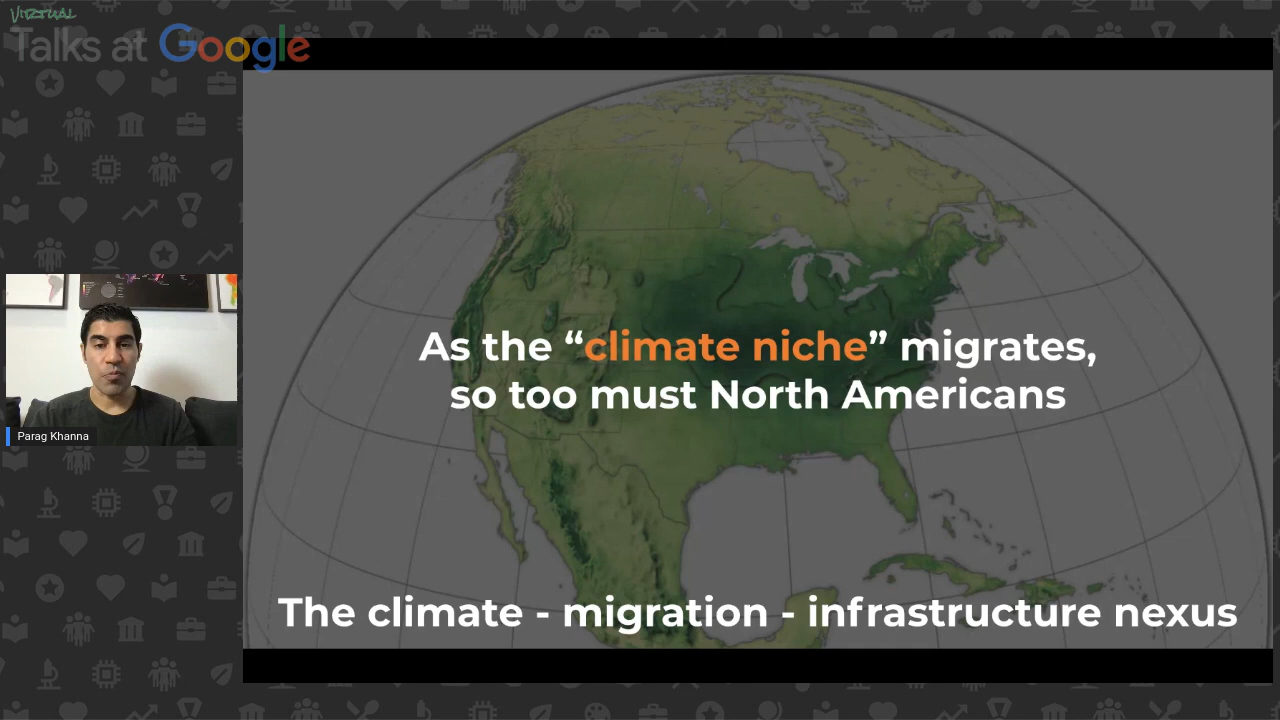 VIRTUAL
Talks at Google
As the “climate niche” migrates,
so too must North Americans
Parag Khanna
The climate - migration - infrastructure nexus